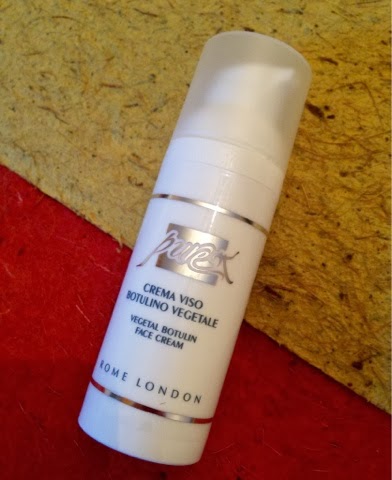 CREMA VISO
BOTULINO VEGETALE
VEGETAL BOTULIN
FACE CREAM
ROME LONDON